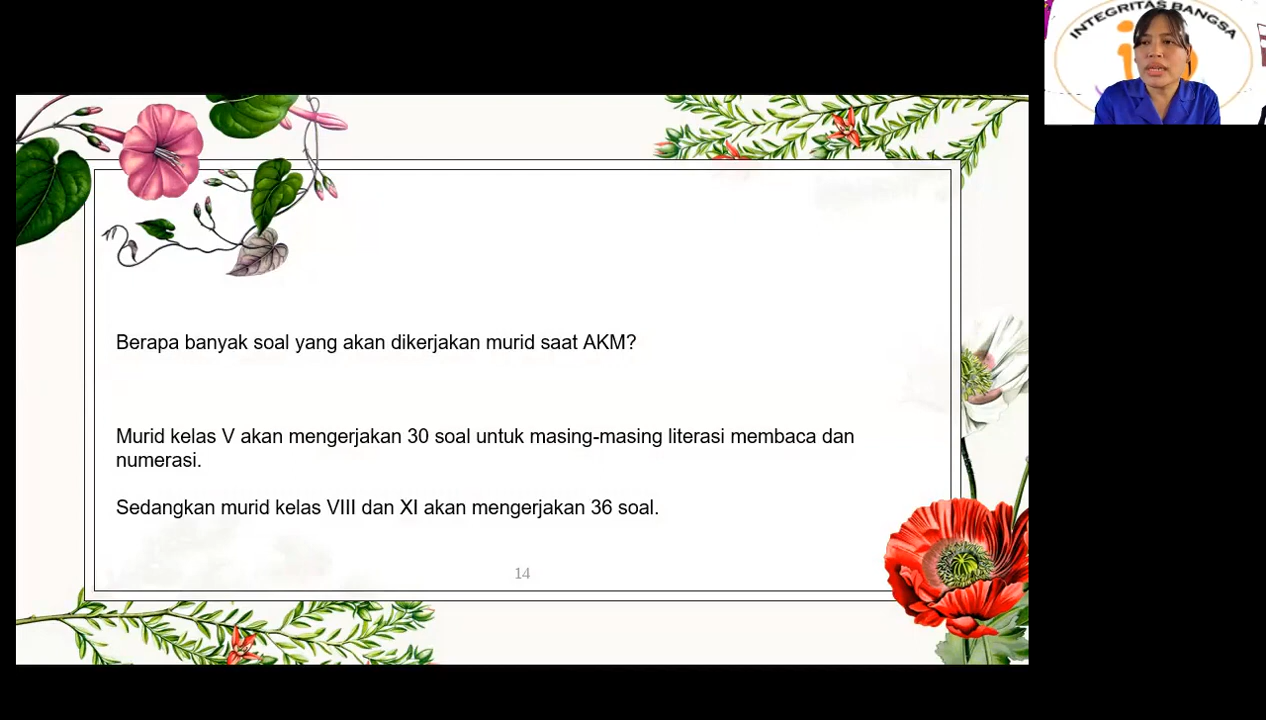 INTEGRITAS BANGSA
Berapa banyak soal yang akan dikerjakan murid saat AKM?
Murid kelas V akan mengerjakan 30 soal untuk masing-masing literasi membaca dan
numerasi.
Sedangkan murid kelas VIII dan XI akan mengerjakan 36 soal.
14